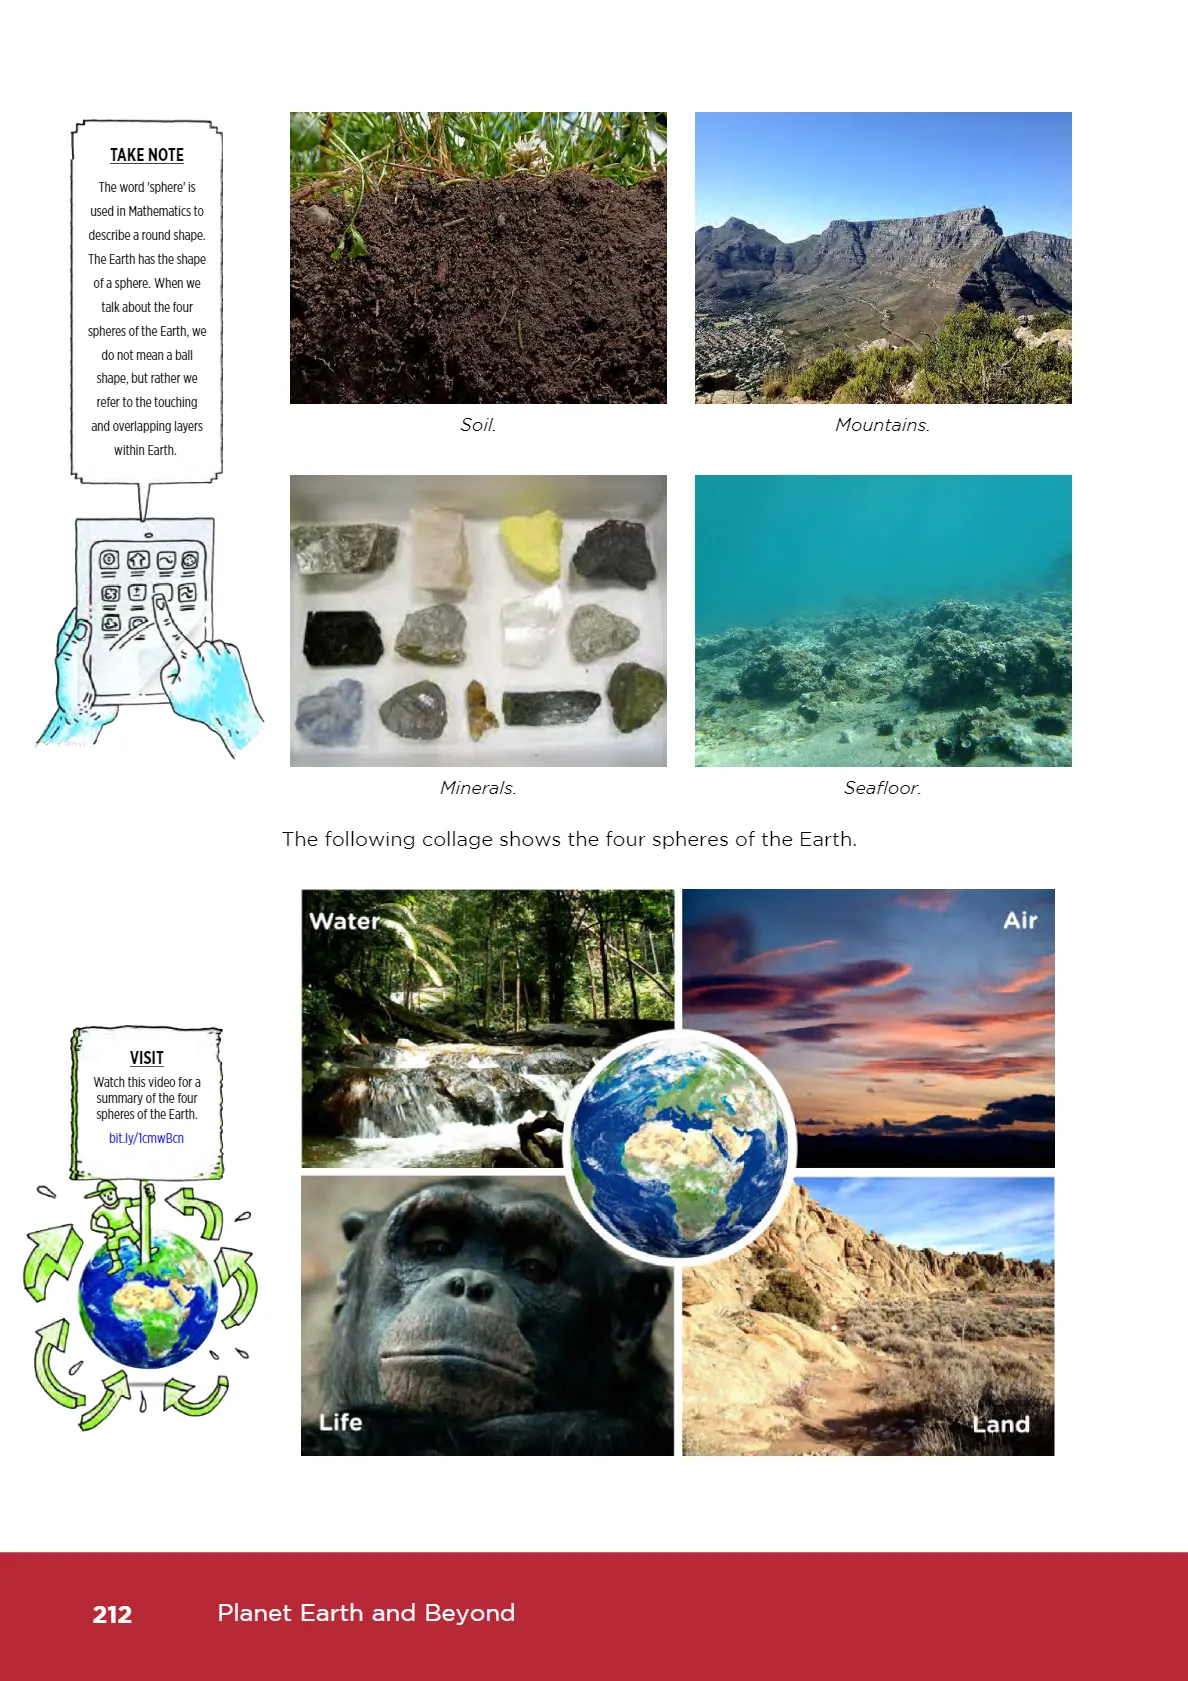 TAKE NOTE
The word 'sphere' is
used in Mathematics to
describe a round shape.
The Earth has the shape
of a sphere. When we
talk about the four
spheres of the Earth, we
do not mean a ball
shape, but rather we
refer to the touching
and overlapping layers
within Earth.
Soil.
Mountains.
Minerals.
Seafloor.
The following collage shows the four spheres of the Earth.
Water
Air
Life
Land
VISIT
Watch this video for a
summary of the four
spheres of the Earth.
bit.ly/1cmwBcn
212
Planet Earth and Beyond